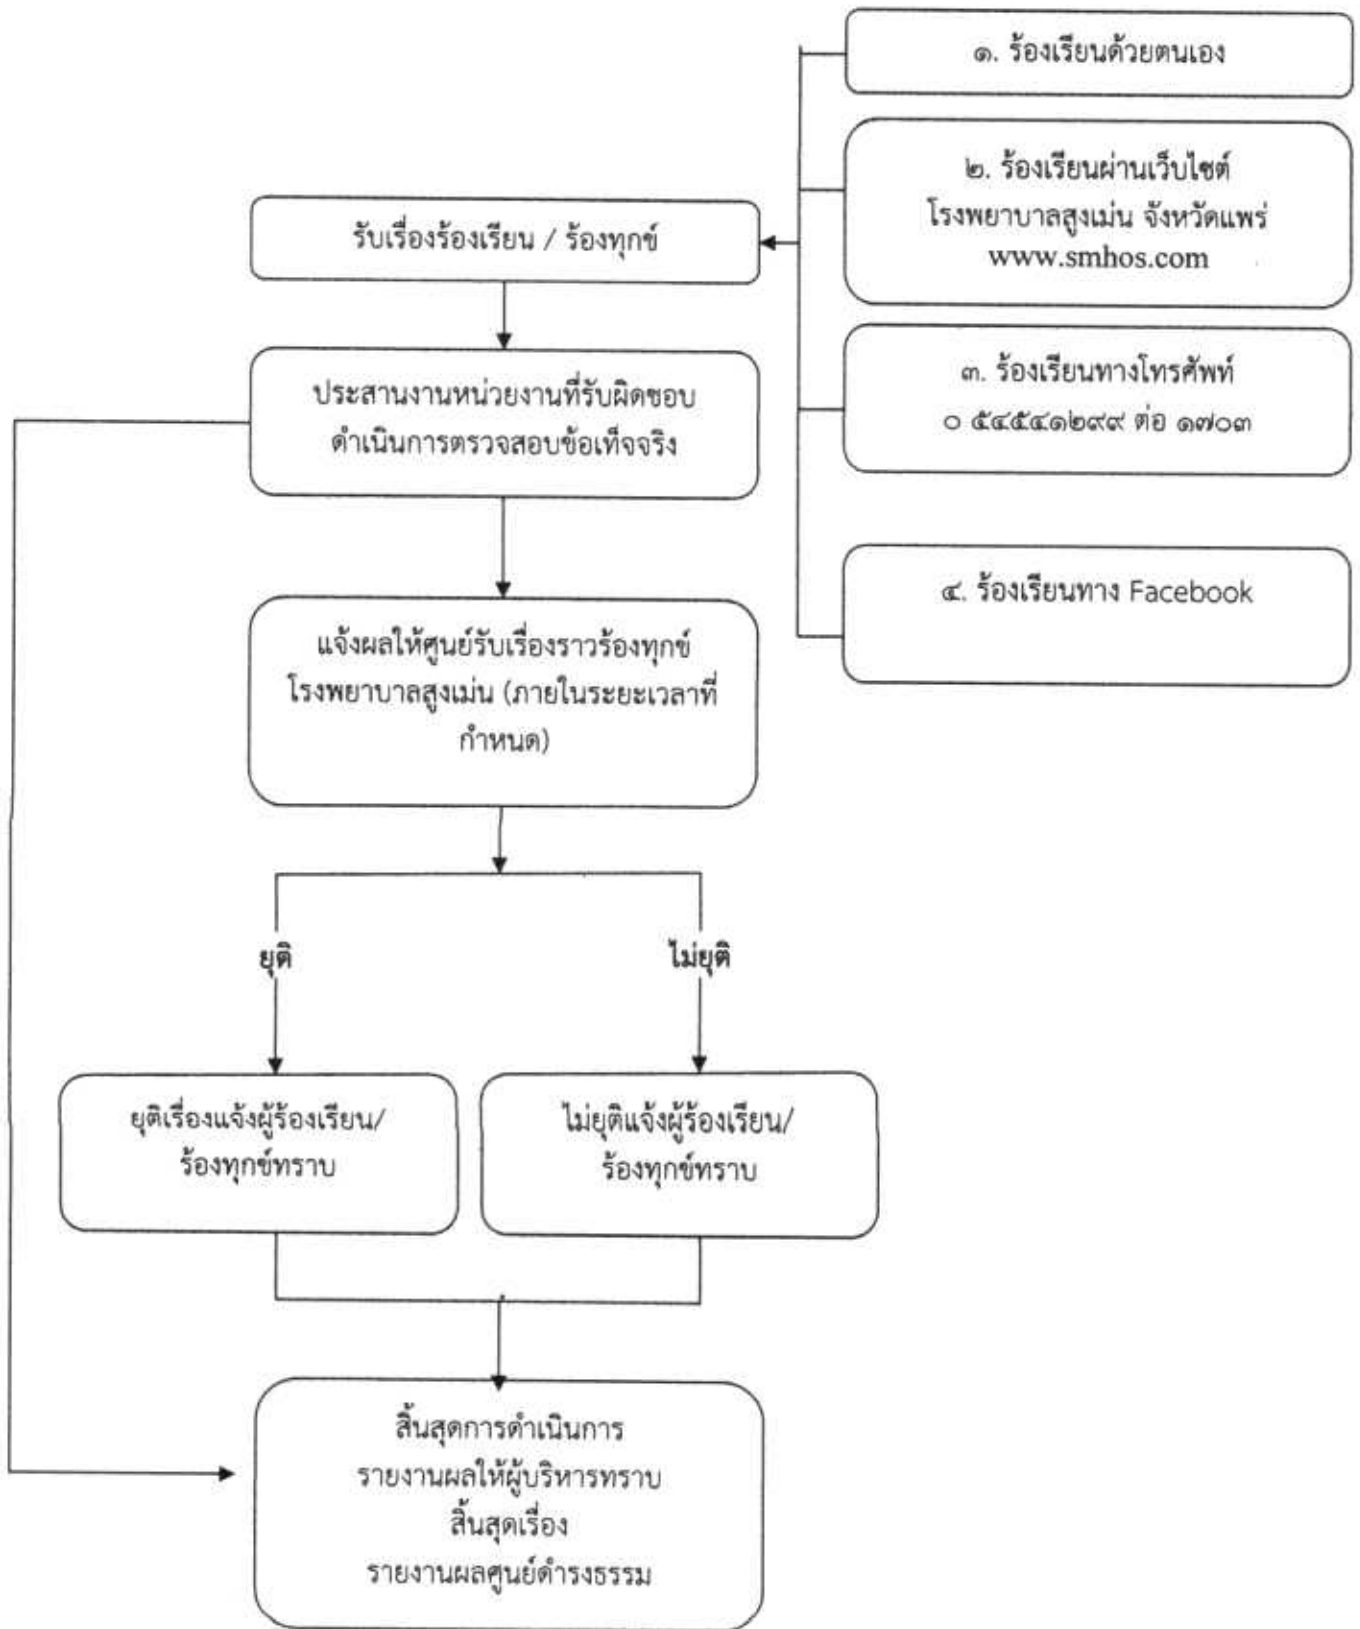 ๑. ร้องเรียนด้วยตนเอง
๒. ร้องเรียนผ่านเว็บไซต์
โรงพยาบาลสูงเม่น จังหวัดแพร่
www.smhos.com
๓. ร้องเรียนทางโทรศัพท์
๐ ๕๔๕๔๑๒๙๙ ต่อ ๑๗๐๓
๔. ร้องเรียนทาง Facebook
รับเรื่องร้องเรียน / ร้องทุกข์
ประสานงานหน่วยงานที่รับผิดชอบ
ดำเนินการตรวจสอบข้อเท็จจริง
แจ้งผลให้ศูนย์รับเรื่องราวร้องทุกข์
โรงพยาบาลสูงเม่น (ภายในระยะเวลาที่
กำหนด)
ยุติ
ไม่ยุติ
ยุติเรื่องแจ้งผู้ร้องเรียน/
ร้องทุกข์ทราบ
ไม่ยุติแจ้งผู้ร้องเรียน/
ร้องทุกข์ทราบ
สิ้นสุดการดำเนินการ
รายงานผลให้ผู้บริหารทราบ
สิ้นสุดเรื่อง
รายงานผลศูนย์ดำรงธรรม